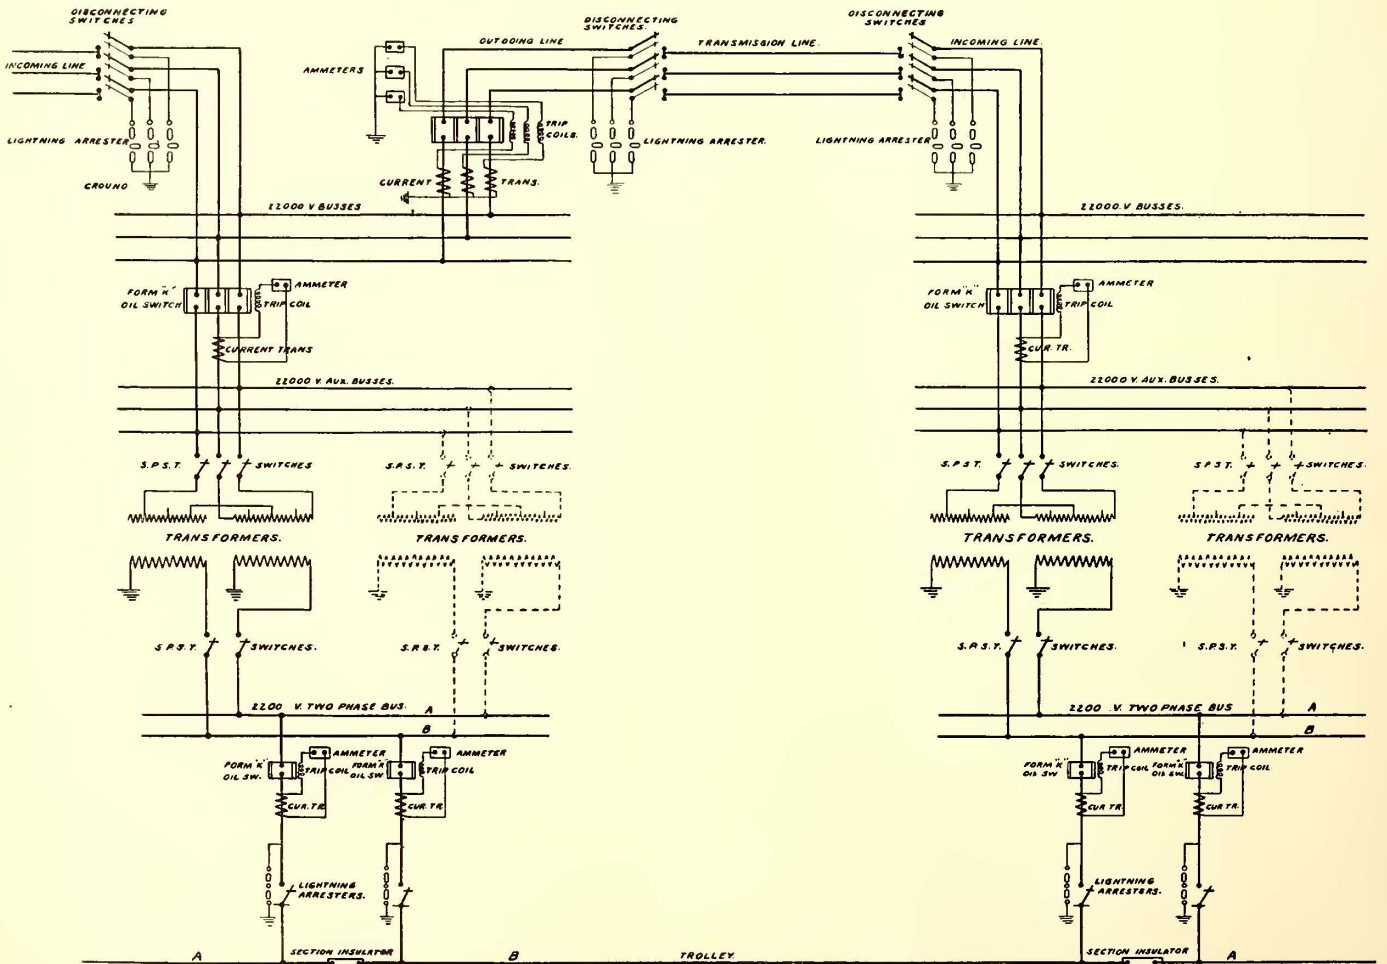 DISCONNECTING
SWITCHES
DISCONNECTING
SWITCHES.
DISCONNECTING
SWITCHES
INCOMING LINE
OUTGOING LINE
TRANSMISSION LINE.
INCOMING LINE.
AMMETERS
TRIP
COILS.
LIGHTNING ARRESTER
LIGHTNING ARRESTER.
LIGHTNING ARRESTER
GROUND
CURRENT TRANS.
22000 V BUSSES
22000. V BUSSES.
FORM "K"
OIL SWITCH
TRIP COIL
AMMETER
CURRENT TRANS
FORM "K"
OIL SWITCH
TRIP COIL
AMMETER
CUR. TR.
22000 V. AUX. BUSSES.
22000 V. AUX. BUSSES.
S.P.S.T. SWITCHES
S.P.S.T. SWITCHES.
S.P.S.T. SWITCHES.
S.P.S.T. SWITCHES.
TRANSFORMERS.
TRANSFORMERS.
TRANSFORMERS.
TRANSFORMERS.
S.P.S.T. SWITCHES.
S.P.S.T. SWITCHES.
S.P.S.T. SWITCHES.
S.P.S.T. SWITCHES.
2200 V. TWO PHASE BUS. A
B
2200 .V. TWO PHASE BUS A
B
FORM "K"
OIL SW.
TRIP COIL
AMMETER
CUR. TR
FORM "K"
OIL SW
TRIP COIL
AMMETER
CUR. TR.
FORM "K"
OIL SW
TRIP COIL
AMMETER
CUR TR.
FORM "K"
OIL SW.
TRIP COIL
AMMETER
CUR TR.
LIGHTNING
ARRESTERS.
LIGHTNING
ARRESTERS.
A SECTION INSULATOR B TROLLEY. SECTION INSULATOR A